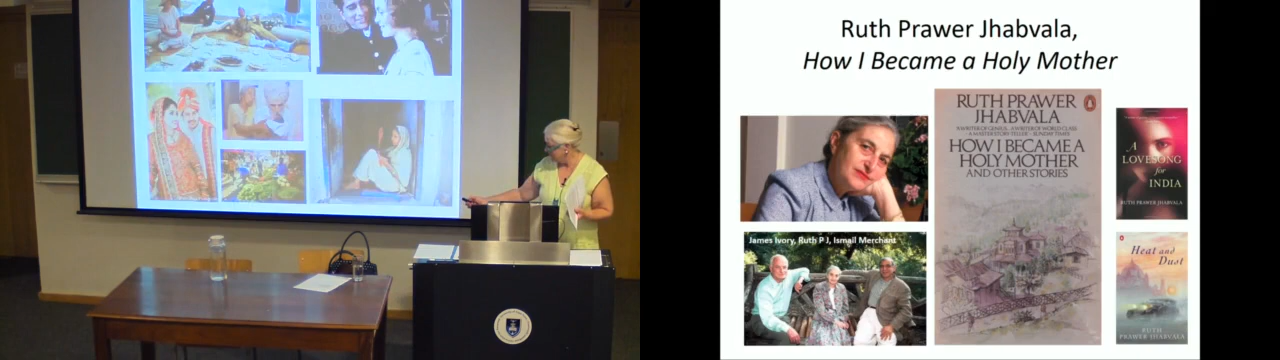 Ruth Prawer Jhabvala,
How I Became a Holy Mother
RUTH PRAWER
JHABVALA
HOW I BECAME A
HOLY MOTHER
AND OTHER STORIES
A
LOVESONG
for
INDIA
RUTH PRAWER JHABVALA
James Ivory, Ruth P J, Ismail Merchant
Heat and
Dust
RUTH
PRAWER JHABVALA